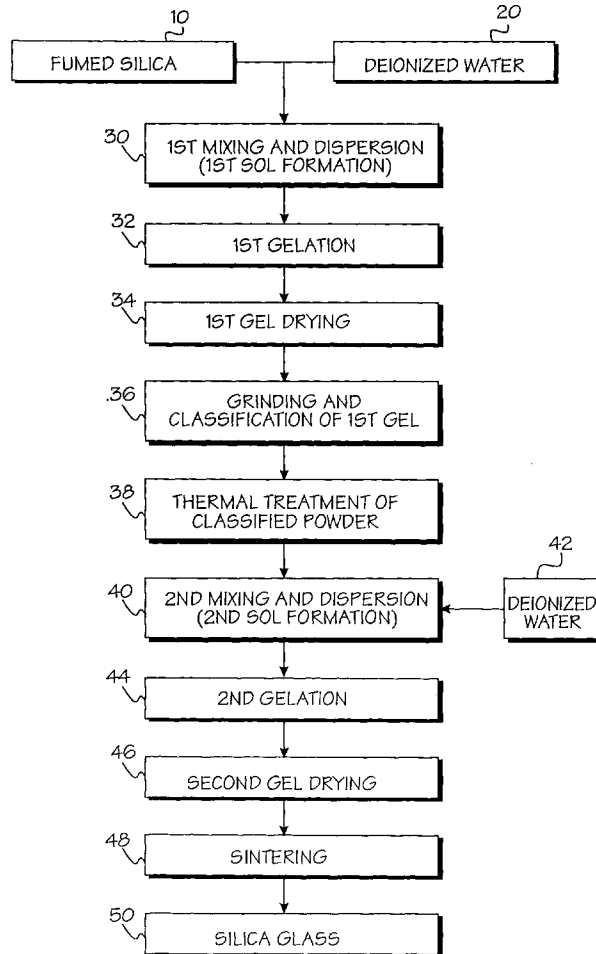 10
20
FUMED SILICA
DEIONIZED WATER
30
1ST MIXING AND DISPERSION
(1ST SOL FORMATION)
32
1ST GELATION
34
1ST GEL DRYING
36
GRINDING AND
CLASSIFICATION OF 1ST GEL
38
THERMAL TREATMENT OF
CLASSIFIED POWDER
40
2ND MIXING AND DISPERSION
(2ND SOL FORMATION)
42
DEIONIZED
WATER
44
2ND GELATION
46
SECOND GEL DRYING
48
SINTERING
50
SILICA GLASS